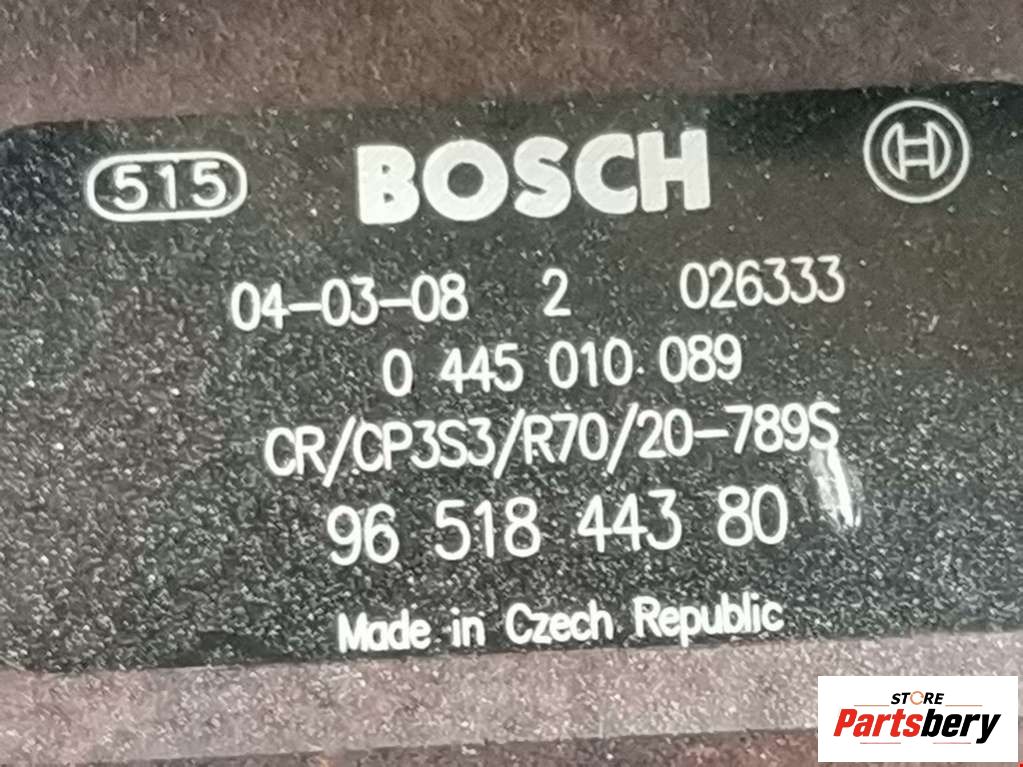 515 BOSCH
04-03-08 2 026333
0 445 010 089
CR/CP3S3/R70/20-789S
96 518 443 80
Made in Czech Republic
STORE
Partsbery